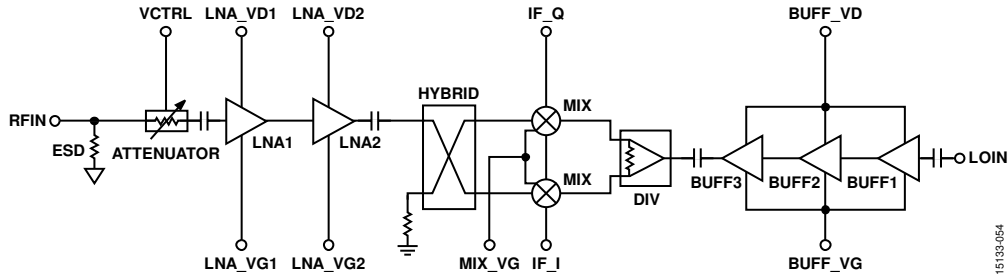 VCTRL LNA_VD1 LNA_VD2 IF_Q BUFF_VD
HYBRID
MIX
RFIN
LOIN
ESD
ATTENUATOR
LNA1
LNA2
BUFF3
BUFF2
BUFF1
MIX
DIV
LNA_VG1 LNA_VG2 MIX_VG IF_I BUFF_VG
15133-054